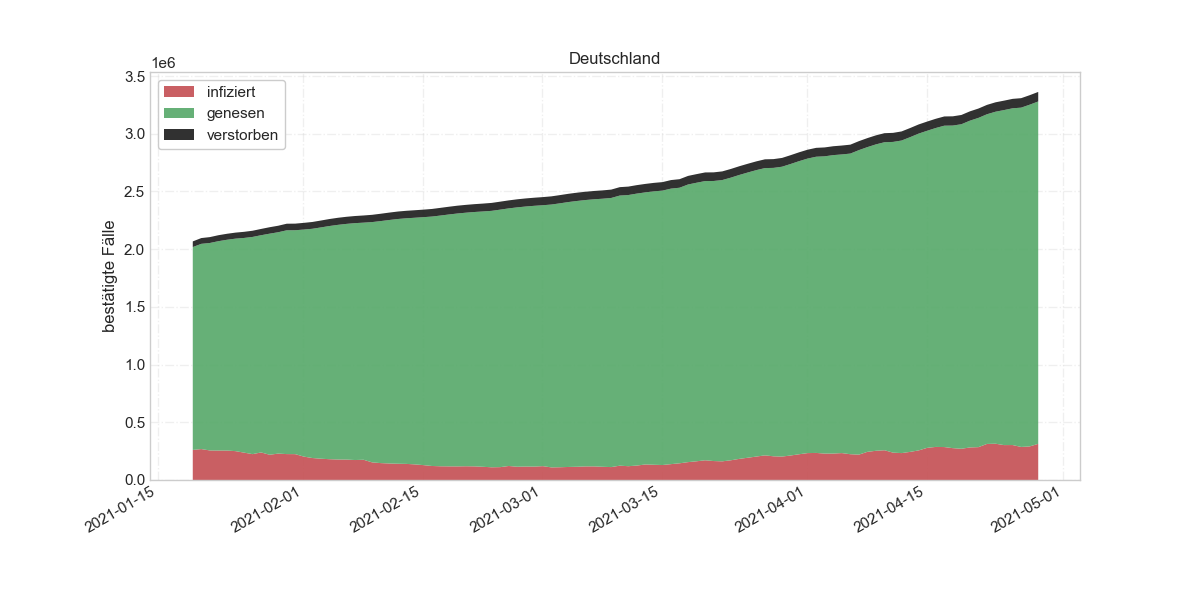 Deutschland
1e6
3.5
3.0
2.5
2.0
1.5
1.0
0.5
0.0
bestätigte Fälle
infiziert
genesen
verstorben
2021-01-15
2021-02-01
2021-02-15
2021-03-01
2021-03-15
2021-04-01
2021-04-15
2021-05-01